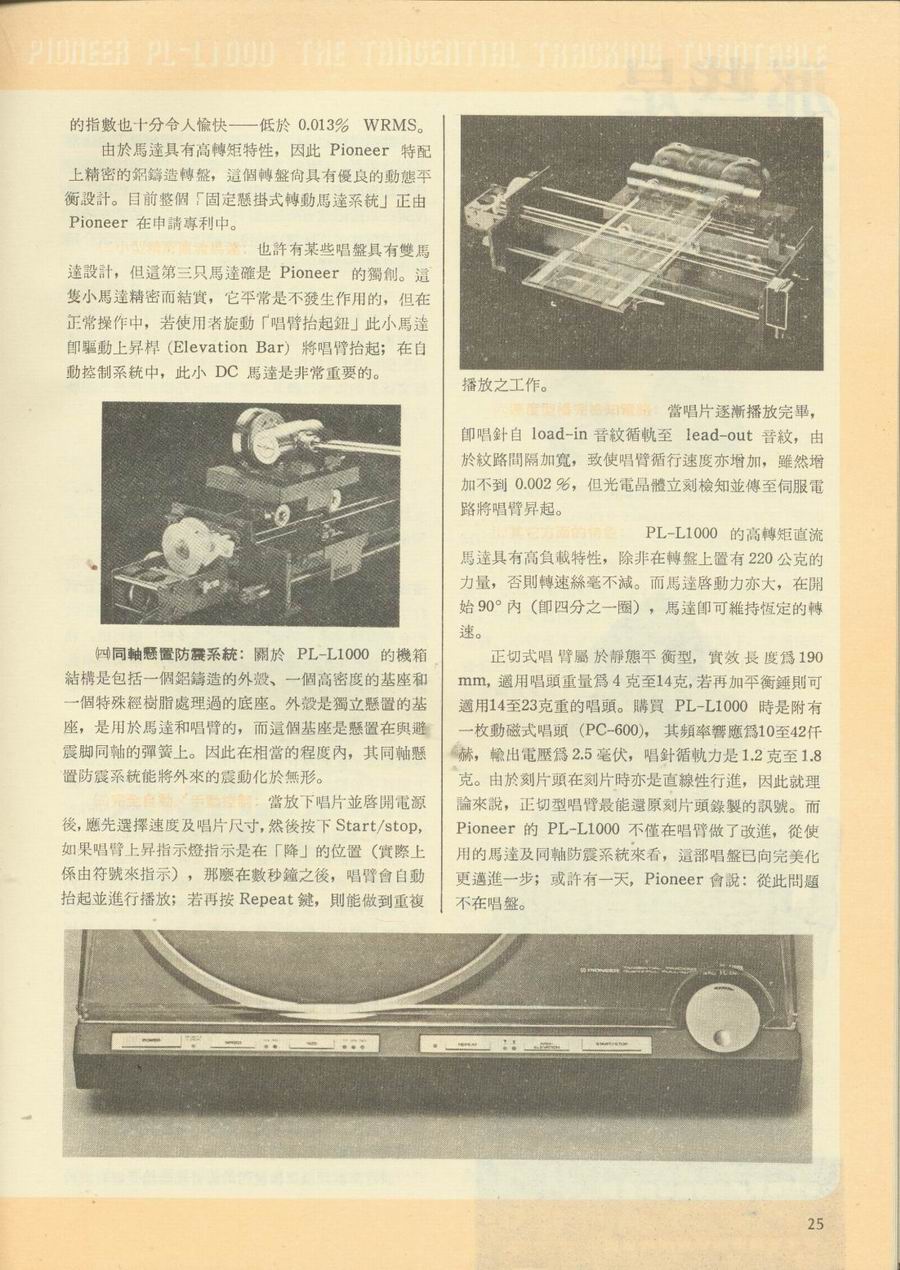 PIONEER PL-L1000 THE TANGENTIAL TRACKING TURNTABLE
的指數也十分令人愉快——低於 0.013% WRMS。
由於馬達具有高轉矩特性，因此 Pioneer 特配
上精密的鋁鑄造轉盤，這個轉盤尙具有優良的動態平
衡設計。目前整個「固定懸掛式轉動馬達系統」正由
Pioneer 在申請專利中。
也許有某些唱盤具有雙馬
達設計，但這第三只馬達確是 Pioneer 的獨創。這
隻小馬達精密而結實，它平常是不發生作用的，但在
正常操作中，若使用者旋動「唱臂抬起鈕」此小馬達
卽驅動上昇桿 (Elevation Bar) 將唱臂抬起；在自
動控制系統中，此小 DC 馬達是非常重要的。
㈣同軸懸置防震系統：關於 PL-L1000 的機箱
結構是包括一個鋁鑄造的外殼、一個高密度的基座和
一個特殊經樹脂處理過的底座。外殼是獨立懸置的基
座，是用於馬達和唱臂的，而這個基座是懸置在與避
震脚同軸的彈簧上。因此在相當的程度內，其同軸懸
置防震系統能將外來的震動化於無形。
當放下唱片並啓開電源
後，應先選擇速度及唱片尺寸，然後按下 Start/stop,
如果唱臂上昇指示燈指示是在「降」的位置（實際上
係由符號來指示），那麽在數秒鐘之後，唱臂會自動
抬起並進行播放；若再按 Repeat 鍵，則能做到重複
播放之工作。
當唱片逐漸播放完畢，
卽唱針自 load-in 音紋循軌至 lead-out 音紋，由
於紋路間隔加寬，致使唱臂循行速度亦增加，雖然增
加不到 0.002 %，但光電晶體立刻檢知並傳至伺服電
路將唱臂昇起。
PL-L1000 的高轉矩直流
馬達具有高負載特性，除非在轉盤上置有 220 公克的
力量，否則轉速絲毫不減。而馬達啓動力亦大，在開
始 90° 內（卽四分之一圈），馬達卽可維持恆定的轉
速。
正切式唱臂屬於靜態平衡型，實效長度爲 190
mm, 適用唱頭重量爲 4 克至14克，若再加平衡錘則可
適用14至23克重的唱頭。購買 PL-L1000 時是附有
一枚動磁式唱頭 (PC-600)，其頻率響應爲10至42仟
赫，輸出電壓爲 2.5 毫伏，唱針循軌力是 1.2 克至 1.8
克。由於刻片頭在刻片時亦是直線性行進，因此就理
論來說，正切型唱臂最能還原刻片頭錄製的訊號。而
Pioneer 的 PL-L1000 不僅在唱臂做了改進，從使
用的馬達及同軸防震系統來看，這部唱盤已向完美化
更邁進一步；或許有一天，Pioneer 會說：從此問題
不在唱盤。
PIONEER
POWER
SPEED
SIZE
REPEAT
START/STOP
25